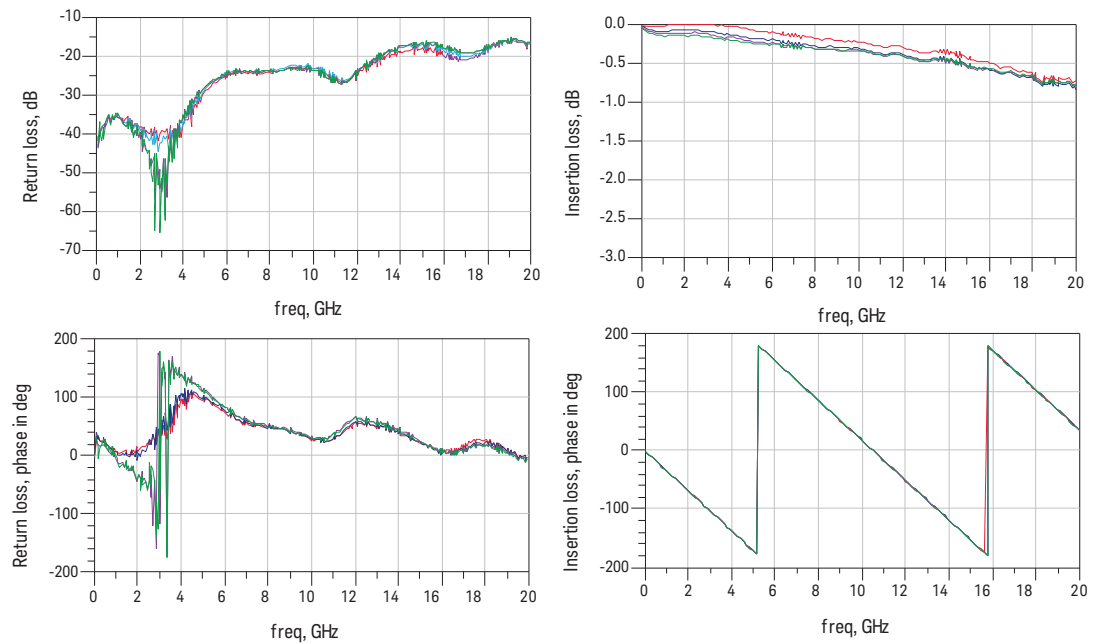 Return loss, dB
-10
-20
-30
-40
-50
-60
-70
0 2 4 6 8 10 12 14 16 18 20
freq, GHz
Insertion loss, dB
0.0
-0.5
-1.0
-1.5
-2.0
-2.5
-3.0
0 2 4 6 8 10 12 14 16 18 20
freq, GHz
Return loss, phase in deg
200
100
0
-100
-200
0 2 4 6 8 10 12 14 16 18 20
freq, GHz
Insertion loss, phase in deg
200
100
0
-100
-200
0 2 4 6 8 10 12 14 16 18 20
freq, GHz